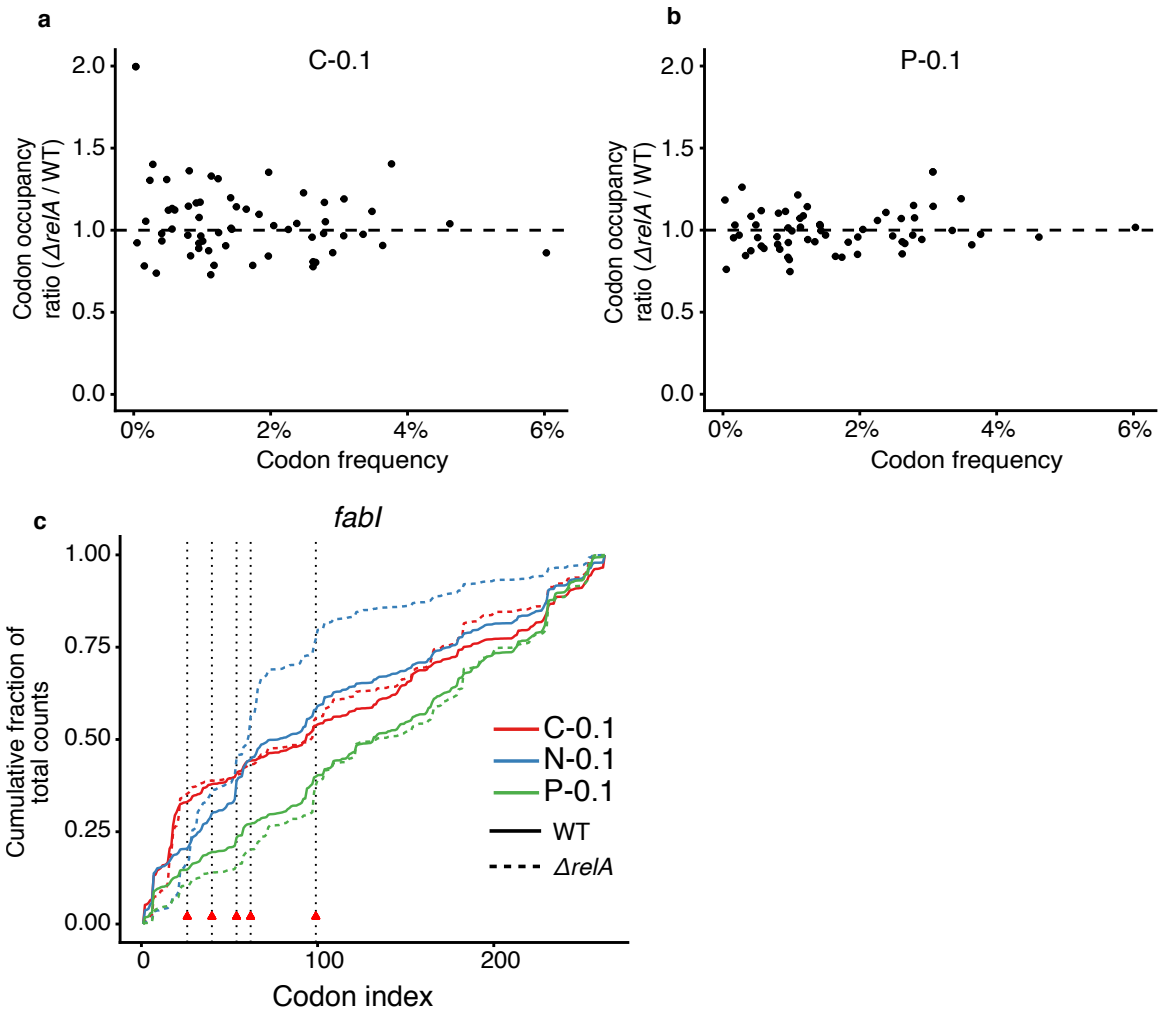 a
C-0.1
2.0
1.5
1.0
0.5
0.0
Codon occupancy
ratio (ΔrelA / WT)
0%
2%
4%
6%
Codon frequency
b
P-0.1
2.0
1.5
1.0
0.5
0.0
Codon occupancy
ratio (ΔrelA / WT)
0%
2%
4%
6%
Codon frequency
c
fabI
1.00
0.75
0.50
0.25
0.00
Cumulative fraction of
total counts
C-0.1
N-0.1
P-0.1
WT
ΔrelA
0
100
200
Codon index